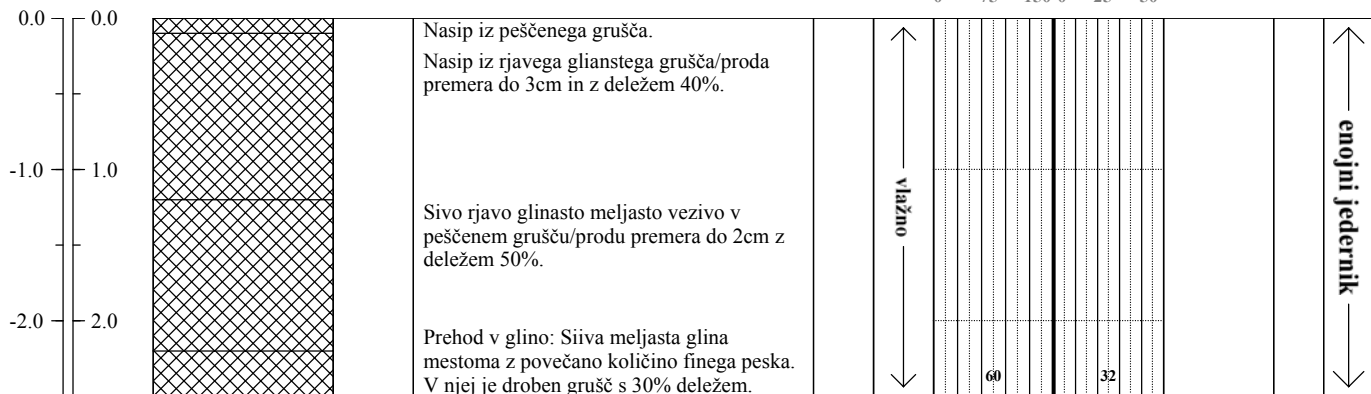 0.0 0.0
Nasip iz peščenega grušča.
Nasip iz rjavega glianstega grušča/proda
premera do 3cm in z deležem 40%.
-1.0 1.0
Sivo rjavo glinasto meljasto vezivo v
peščenem grušču/produ premera do 2cm z
deležem 50%.
-2.0 2.0
Prehod v glino: Siiva meljasta glina
mestoma z povečano količino finega peska.
V njej je droben grušč s 30% deležem.
vlažno
60 32
enojni jedernik